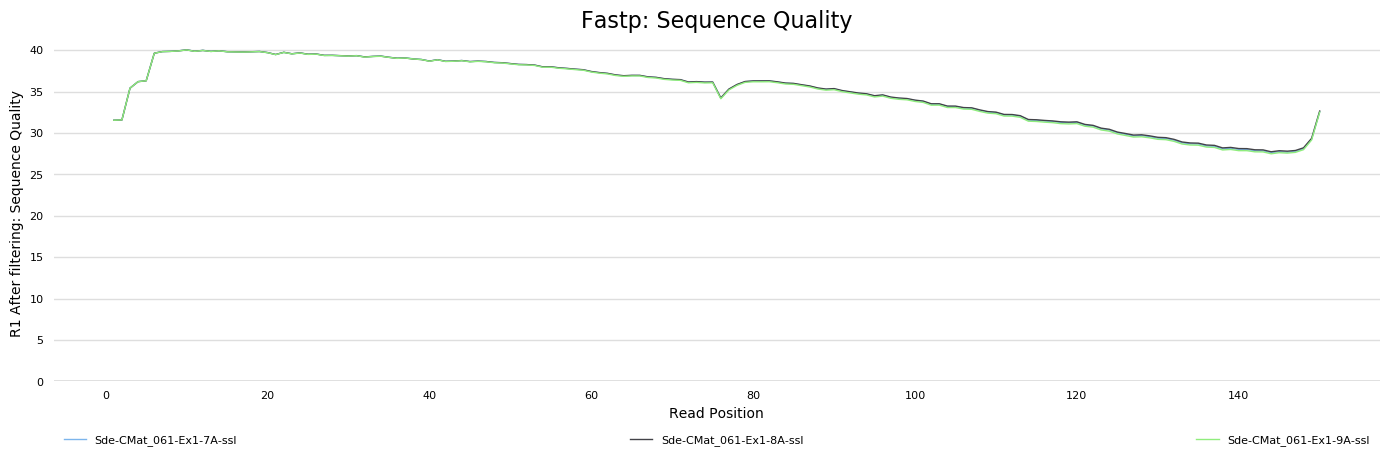 Fastp: Sequence Quality
R1 After filtering: Sequence Quality
40
35
30
25
20
15
10
5
0
0 20 40 60 80 100 120 140
Read Position
Sde-CMat_061-Ex1-7A-ssl Sde-CMat_061-Ex1-8A-ssl Sde-CMat_061-Ex1-9A-ssl